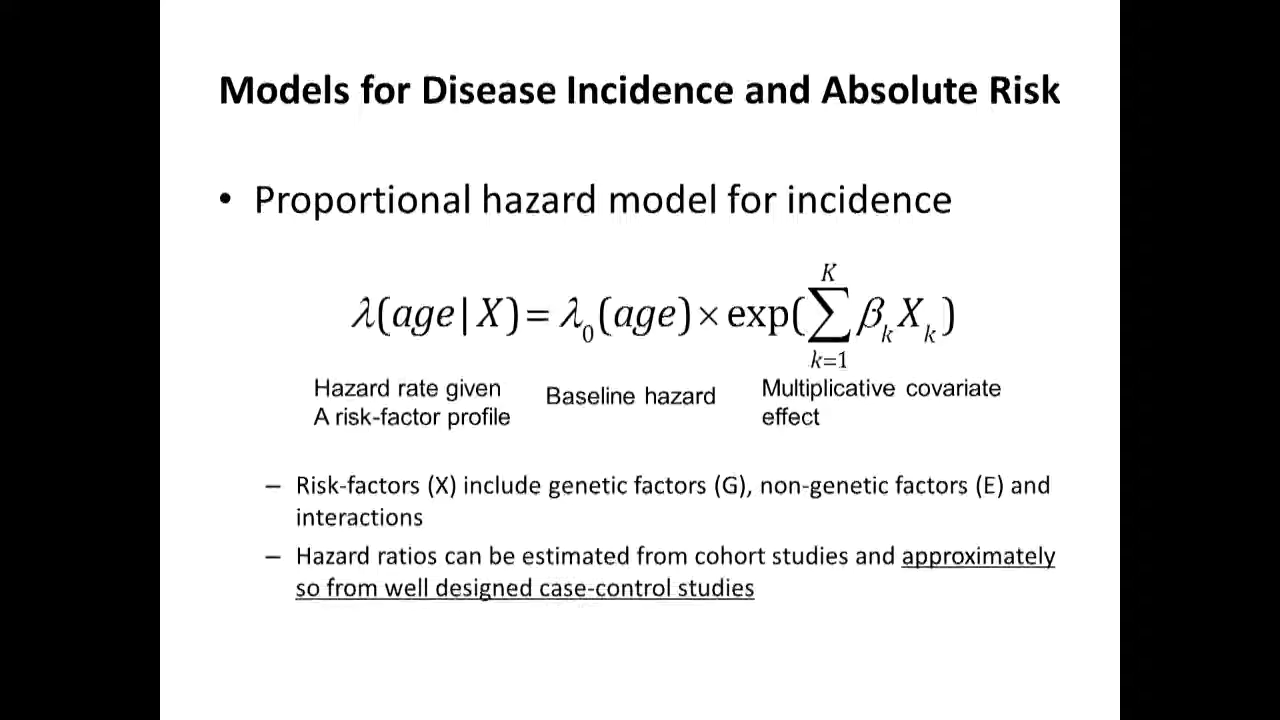 Models for Disease Incidence and Absolute Risk
• Proportional hazard model for incidence
λ(age|X)=λ₀(age)×exp(∑ₖ₌₁ᴷ βₖXₖ)
Hazard rate given
A risk-factor profile
Baseline hazard
Multiplicative covariate
effect
– Risk-factors (X) include genetic factors (G), non-genetic factors (E) and
interactions
– Hazard ratios can be estimated from cohort studies and approximately
so from well designed case-control studies